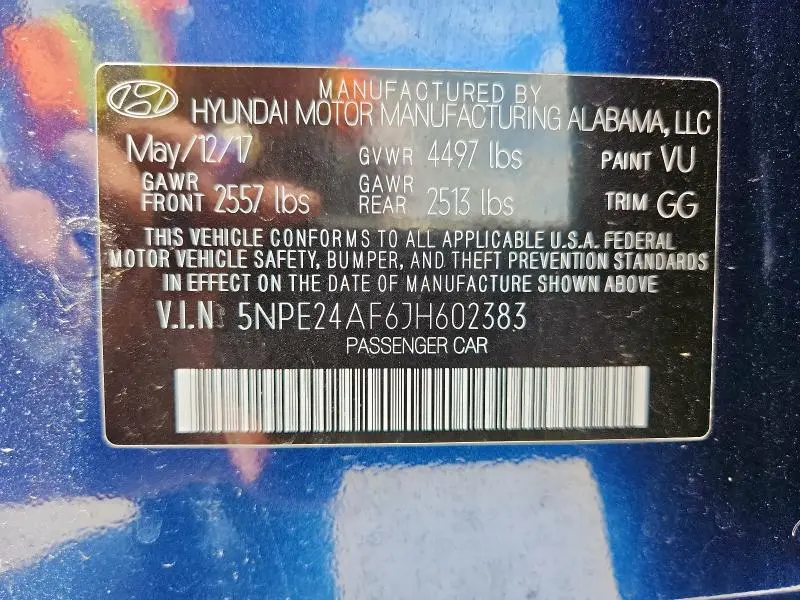 MANUFACTURED BY
HYUNDAI MOTOR MANUFACTURING ALABAMA, LLC
May/12/17 GVWR 4497 lbs PAINT VU
GAWR FRONT 2557 lbs GAWR REAR 2513 lbs TRIM GG
THIS VEHICLE CONFORMS TO ALL APPLICABLE U.S.A. FEDERAL
MOTOR VEHICLE SAFETY, BUMPER, AND THEFT PREVENTION STANDARDS
IN EFFECT ON THE DATE OF MANUFACTURE SHOWN ABOVE
V.I.N 5NPE24AF6JH602383
PASSENGER CAR